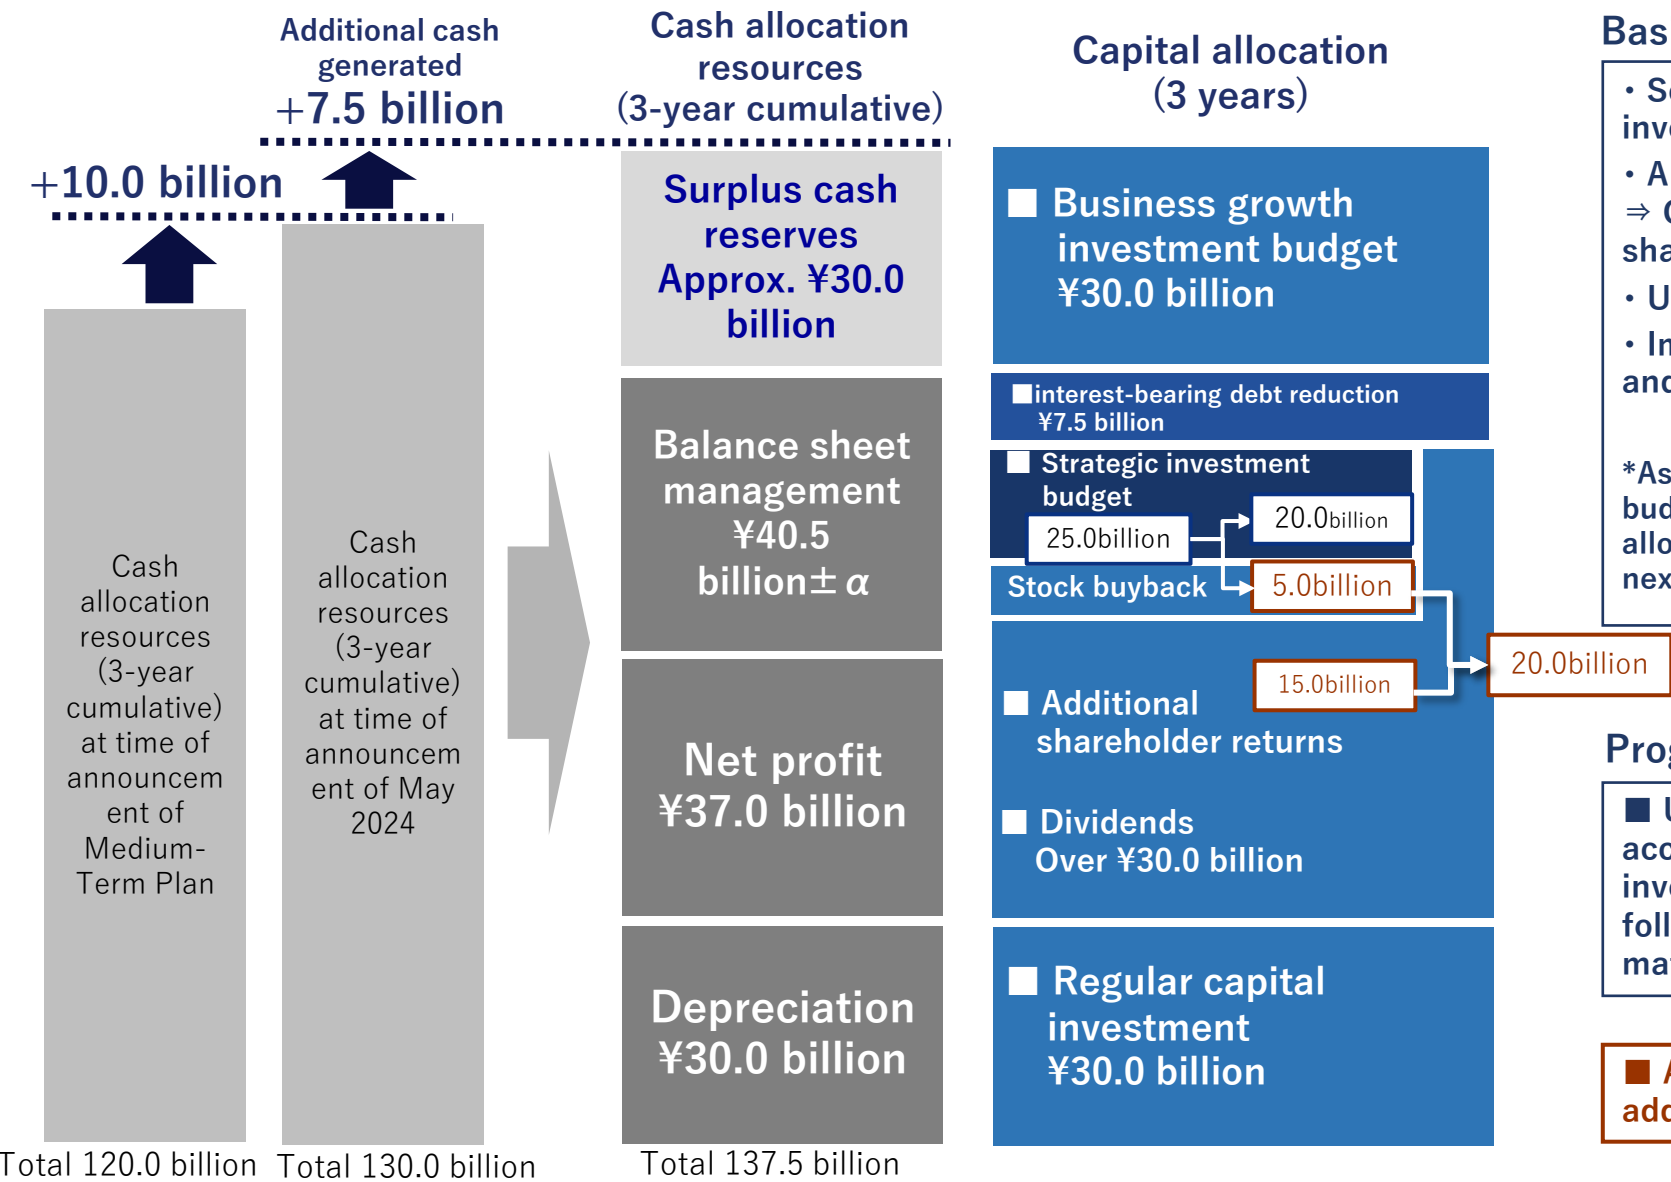 Additional cash
generated
+7.5 billion
+10.0 billion
Cash
allocation
resources
(3-year
cumulative)
at time of
announcem
ent of
Medium-
Term Plan
Total 120.0 billion
Cash
allocation
resources
(3-year
cumulative)
at time of
announcem
ent of May
2024
Total 130.0 billion
Cash allocation
resources
(3-year cumulative)
Surplus cash
reserves
Approx. ¥30.0
billion
Balance sheet
management
¥40.5
billion±α
Net profit
¥37.0 billion
Depreciation
¥30.0 billion
Total 137.5 billion
Capital allocation
(3 years)
■ Business growth
investment budget
¥30.0 billion
■interest-bearing debt reduction
¥7.5 billion
■ Strategic investment
budget
25.0billion
20.0billion
Stock buyback
5.0billion
15.0billion
20.0billion
■ Additional
shareholder returns
■ Dividends
Over ¥30.0 billion
■ Regular capital
investment
¥30.0 billion